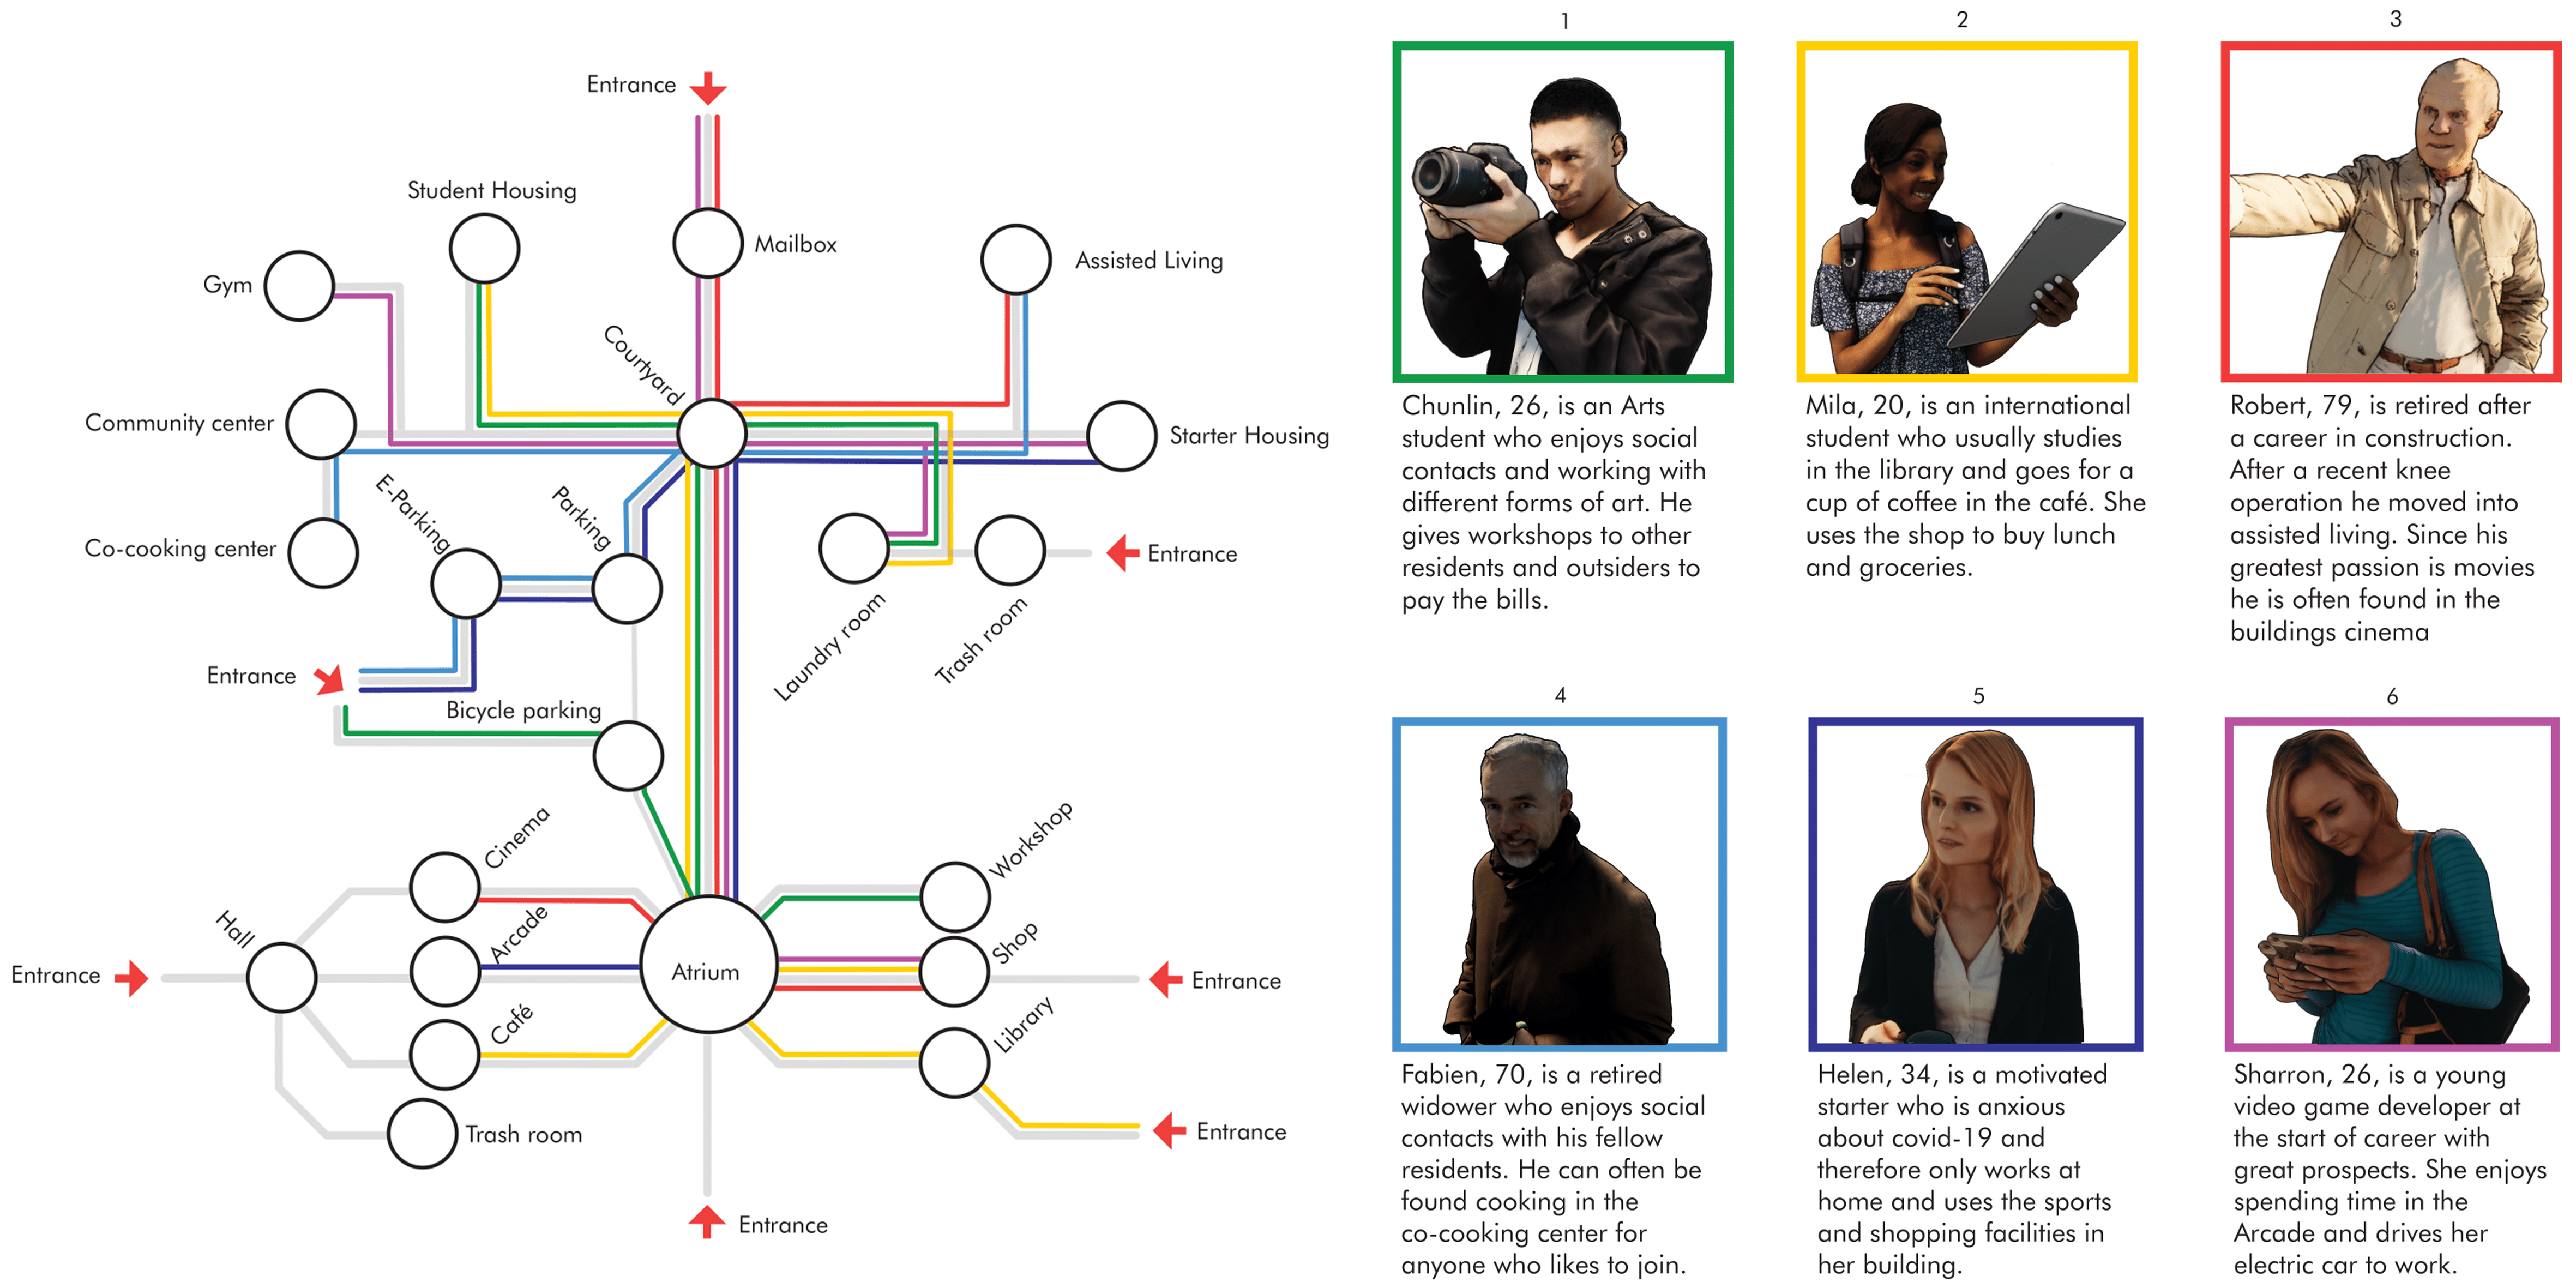 Entrance
Student Housing
Mailbox
Assisted Living
Gym
Courtyard
Community center
Starter Housing
E-Parking
Parking
Co-cooking center
Entrance
Laundry room
Trash room
Entrance
Bicycle parking
Cinema
Workshop
Hall
Arcade
Shop
Atrium
Entrance
Entrance
Café
Library
Trash room
Entrance
Entrance
1
Chunlin, 26, is an Arts
student who enjoys social
contacts and working with
different forms of art. He
gives workshops to other
residents and outsiders to
pay the bills.
2
Mila, 20, is an international
student who usually studies
in the library and goes for a
cup of coffee in the café. She
uses the shop to buy lunch
and groceries.
3
Robert, 79, is retired after
a career in construction.
After a recent knee
operation he moved into
assisted living. Since his
greatest passion is movies
he is often found in the
buildings cinema
4
Fabien, 70, is a retired
widower who enjoys social
contacts with his fellow
residents. He can often be
found cooking in the
co-cooking center for
anyone who likes to join.
5
Helen, 34, is a motivated
starter who is anxious
about covid-19 and
therefore only works at
home and uses the sports
and shopping facilities in
her building.
6
Sharron, 26, is a young
video game developer at
the start of career with
great prospects. She enjoys
spending time in the
Arcade and drives her
electric car to work.